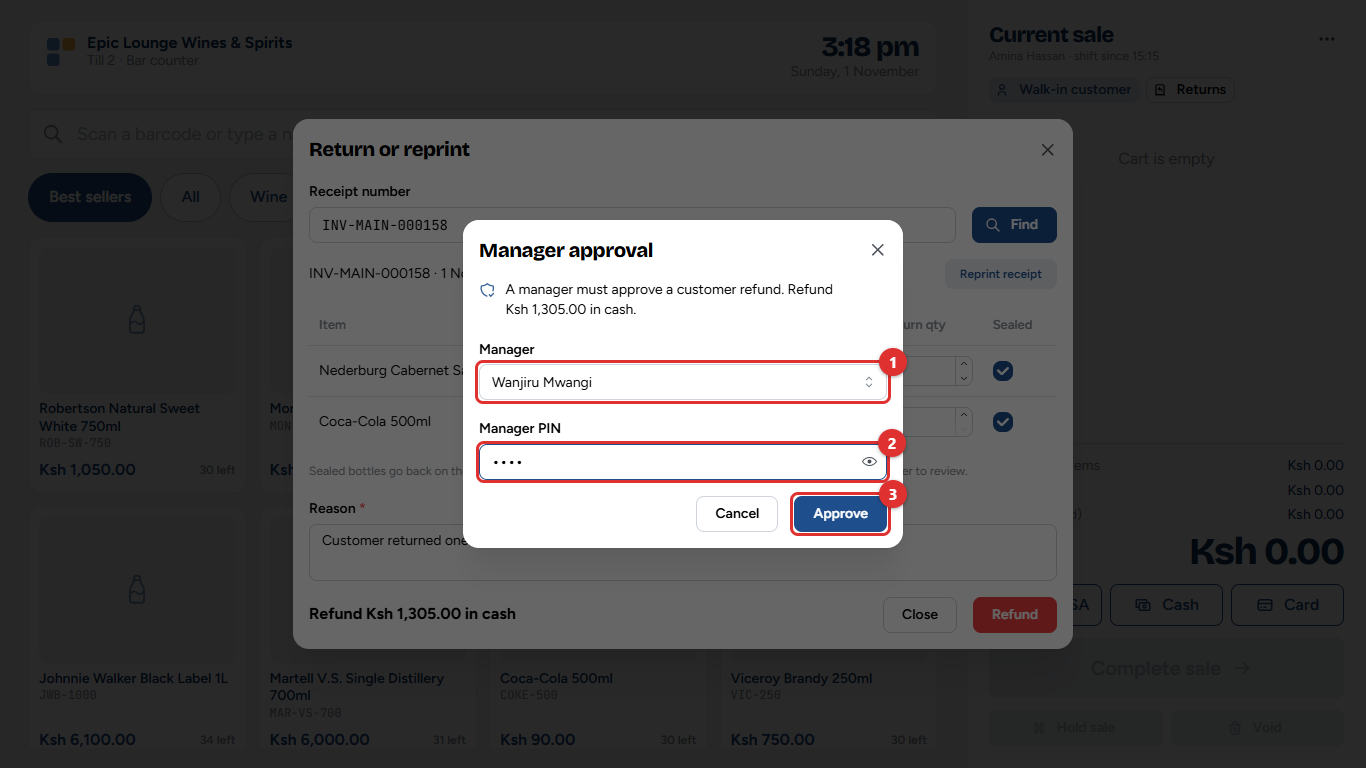 Epic Lounge Wines & Spirits
Till 2 · Bar counter
3:18 pm
Sunday, 1 November
Current sale
Amina Hassan · shift since 15:15
Walk-in customer
Returns
Scan a barcode or type a n
Cart is empty
Best sellers
All
Wine
Return or reprint
Receipt number
INV-MAIN-000158
Find
INV-MAIN-000158 · 1 No
Reprint receipt
Item
urn qty
Sealed
Nederburg Cabernet Sa
Coca-Cola 500ml
Sealed bottles go back on the
er to review.
Reason *
Customer returned one
Refund Ksh 1,305.00 in cash
Close
Refund
Manager approval
A manager must approve a customer refund. Refund
Ksh 1,305.00 in cash.
Manager
1
Wanjiru Mwangi
Manager PIN
2
••••
3
Cancel
Approve
Robertson Natural Sweet
White 750ml
ROB-SW-750
Ksh 1,050.00
30 left
Mor
MON
Ksh
Johnnie Walker Black Label 1L
JWB-1000
Ksh 6,100.00
34 left
Martell V.S. Single Distillery
700ml
MAR-VS-700
Ksh 6,000.00
31 left
Coca-Cola 500ml
COKE-500
Ksh 90.00
30 left
Viceroy Brandy 250ml
VIC-250
Ksh 750.00
30 left
ems
Ksh 0.00
Ksh 0.00
Ksh 0.00
Ksh 0.00
SA
Cash
Card
Complete sale
Hold sale
Void